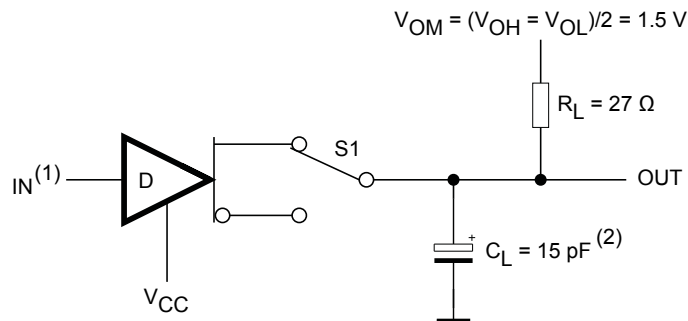 V_OM = (V_OH = V_OL)/2 = 1.5 V
R_L = 27 Ω
S1
D
IN(1)
OUT
+
C_L = 15 pF (2)
V_CC